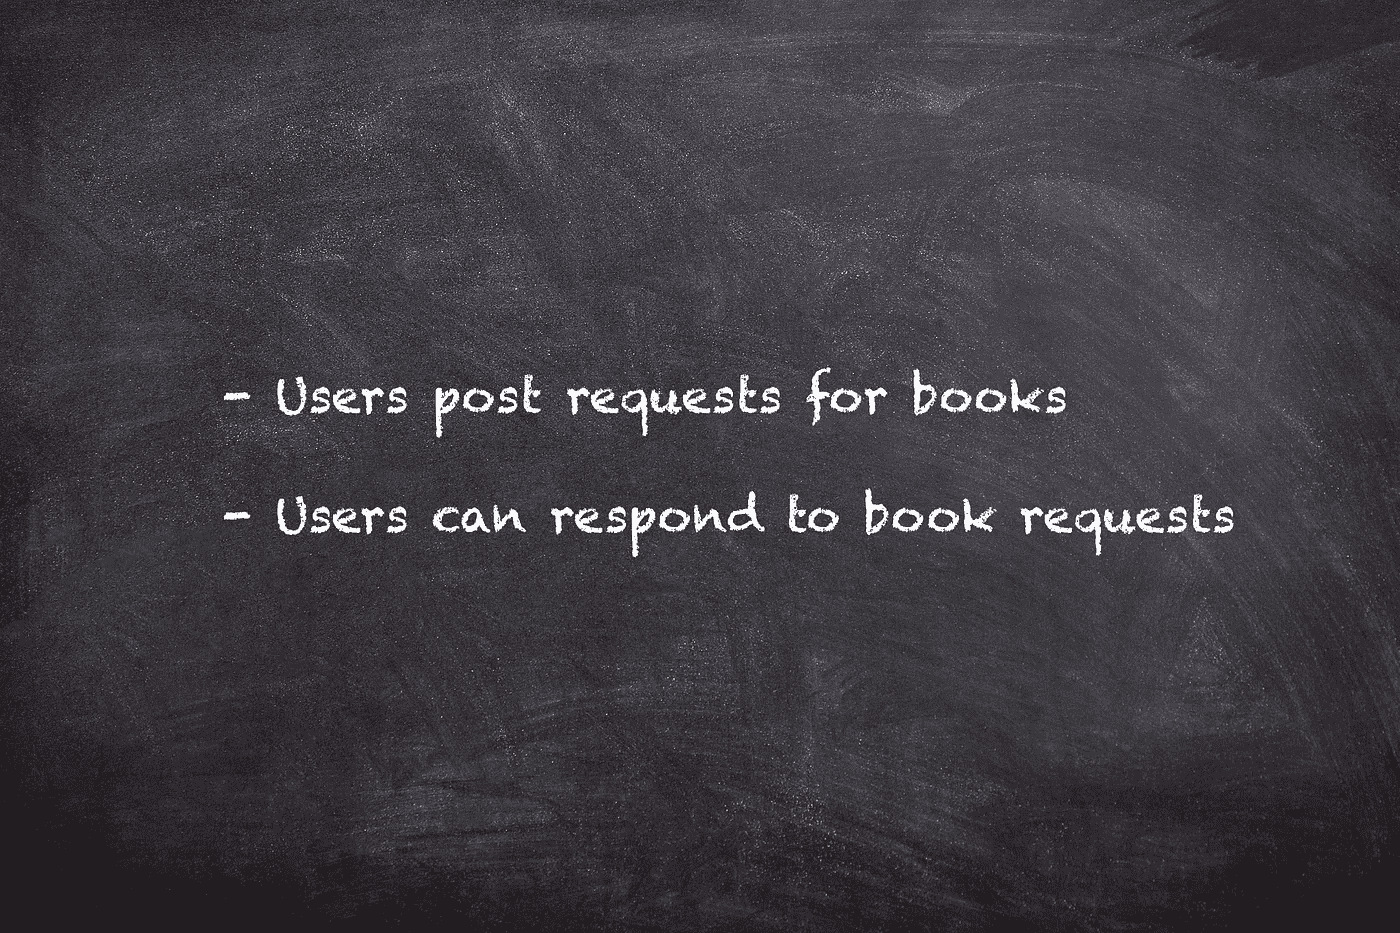 - Users post requests for books
- Users can respond to book requests